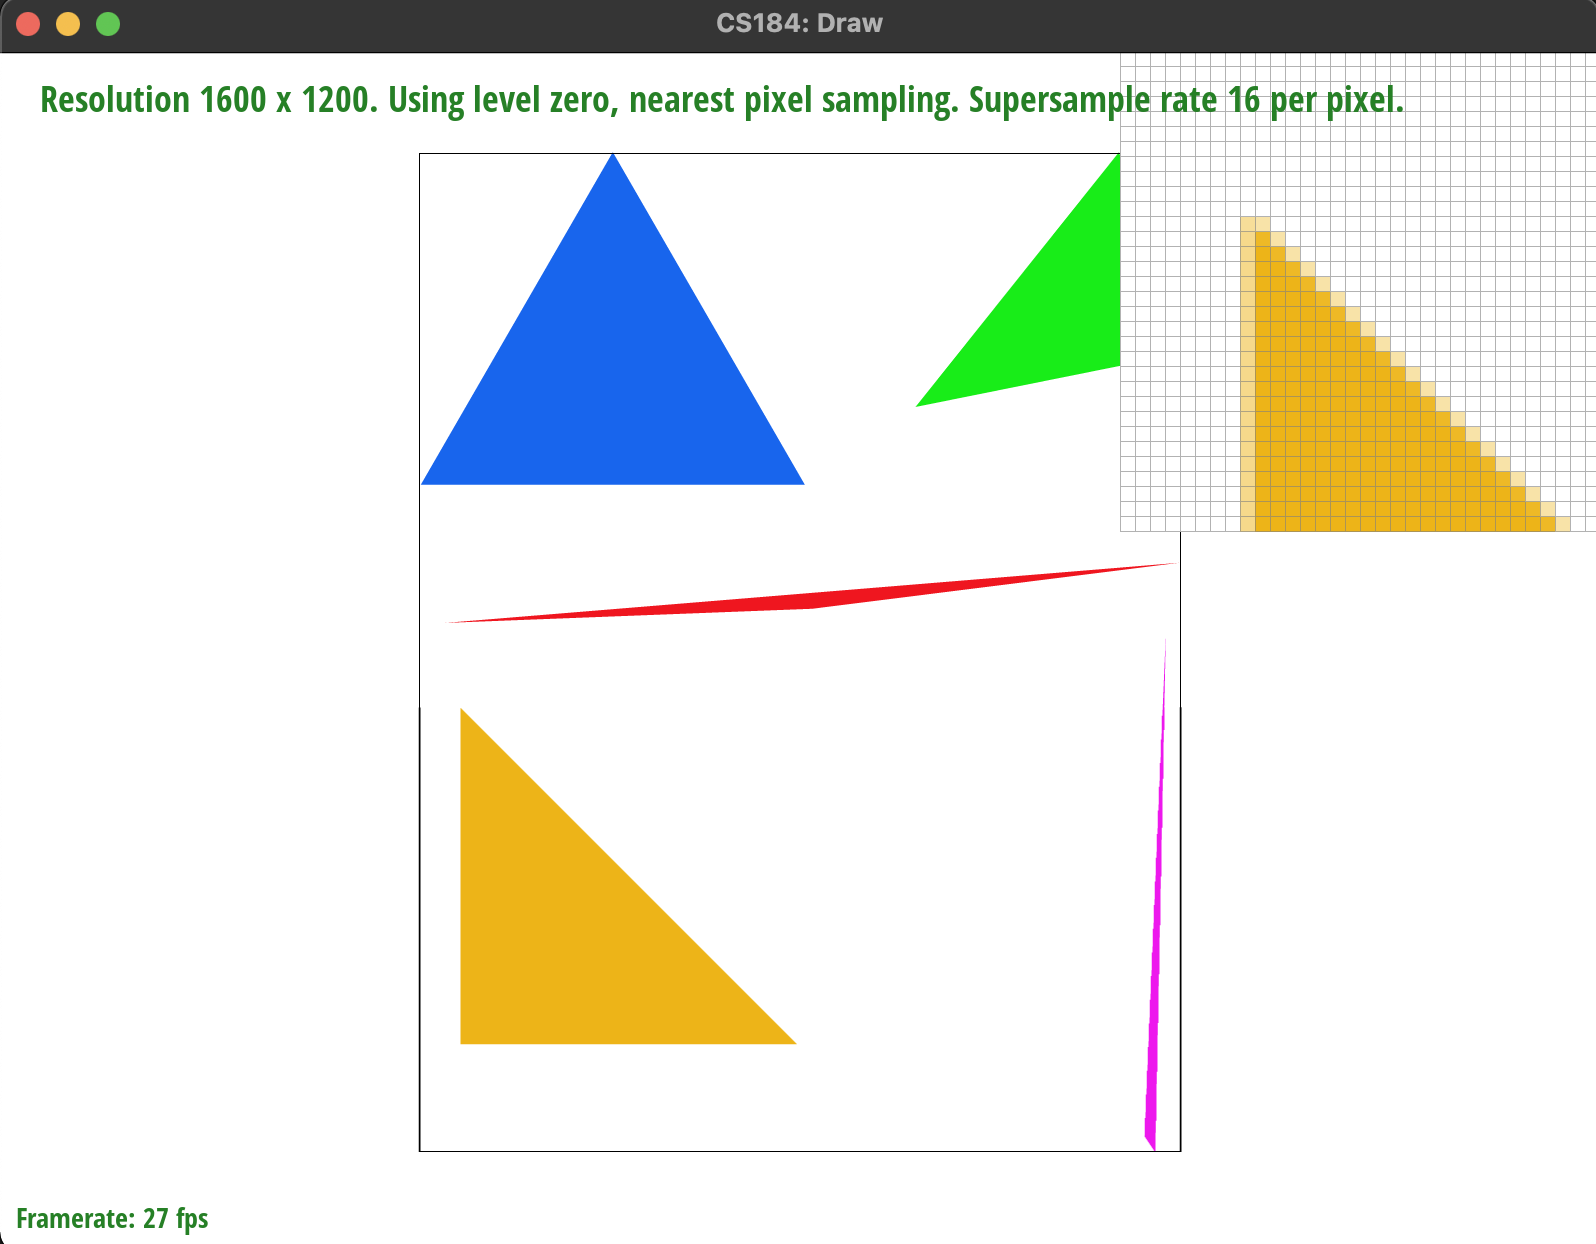 CS184: Draw
Resolution 1600 x 1200. Using level zero, nearest pixel sampling. Supersample rate 16 per pixel.
Framerate: 27 fps